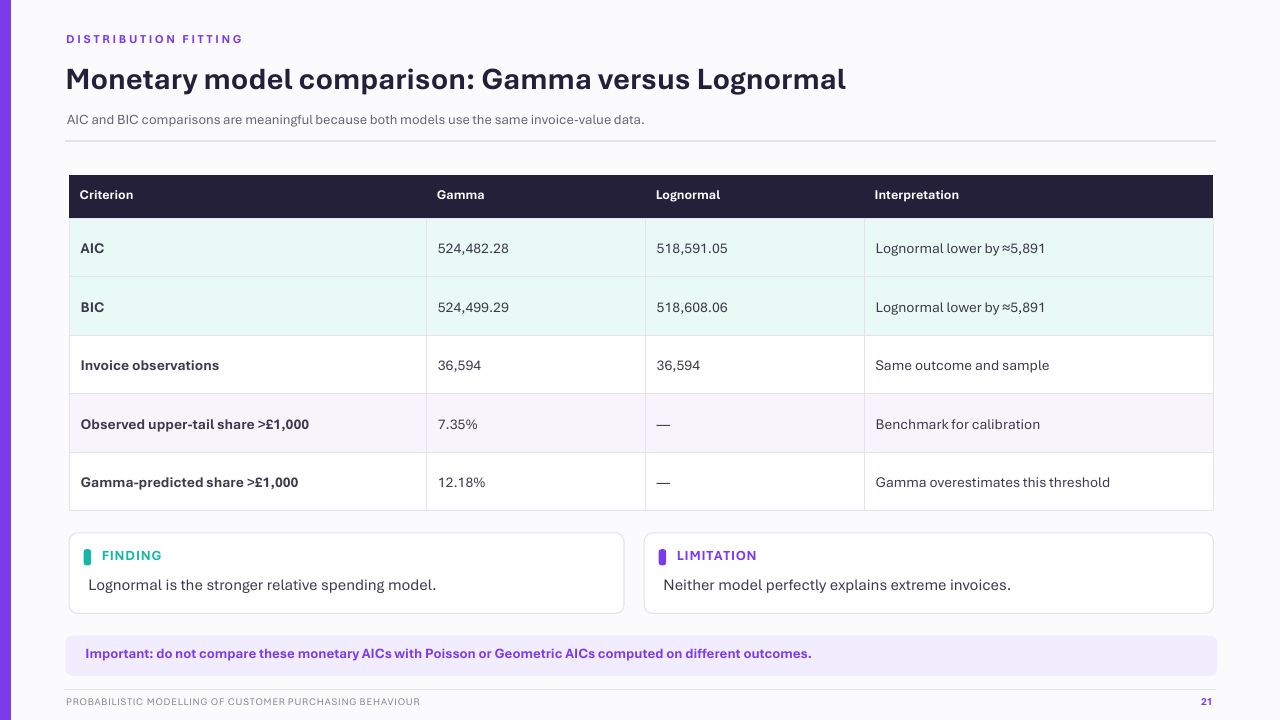 DISTRIBUTION FITTING
Monetary model comparison: Gamma versus Lognormal
AIC and BIC comparisons are meaningful because both models use the same invoice-value data.
Criterion Gamma Lognormal Interpretation
AIC 524,482.28 518,591.05 Lognormal lower by ≈5,891
BIC 524,499.29 518,608.06 Lognormal lower by ≈5,891
Invoice observations 36,594 36,594 Same outcome and sample
Observed upper-tail share >£1,000 7.35% — Benchmark for calibration
Gamma-predicted share >£1,000 12.18% — Gamma overestimates this threshold
FINDING
Lognormal is the stronger relative spending model.
LIMITATION
Neither model perfectly explains extreme invoices.
Important: do not compare these monetary AICs with Poisson or Geometric AICs computed on different outcomes.
PROBABILISTIC MODELLING OF CUSTOMER PURCHASING BEHAVIOUR 21